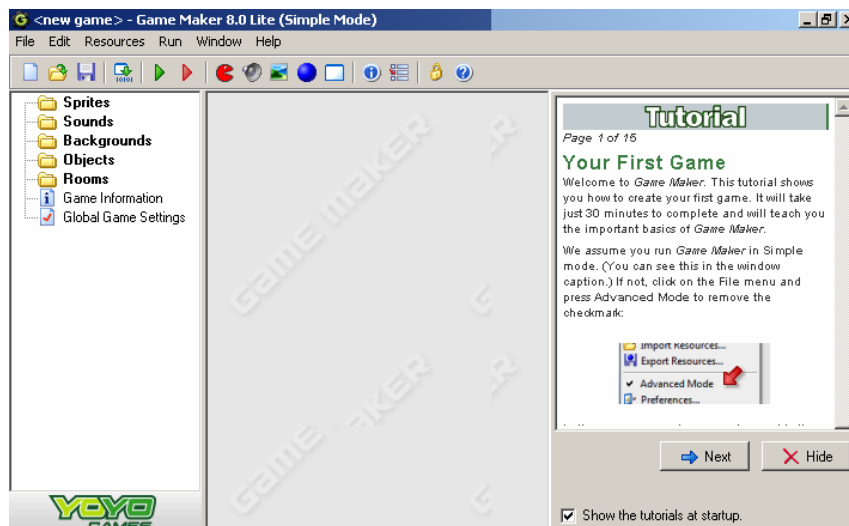 <new game> - Game Maker 8.0 Lite (Simple Mode)
File Edit Resources Run Window Help
Sprites
Sounds
Backgrounds
Objects
Rooms
Game Information
Global Game Settings
YOYO
GAMES
Game Maker
Game Maker
Tutorial
Page 1 of 15
Your First Game
Welcome to Game Maker. This tutorial shows
you how to create your first game. It will take
just 30 minutes to complete and will teach you
the important basics of Game Maker.
We assume you run Game Maker in Simple
mode. (You can see this in the window
caption.) If not, click on the File menu and
press Advanced Mode to remove the
checkmark:
Import Resources...
Export Resources...
Advanced Mode
Preferences...
Next
Hide
Show the tutorials at startup.